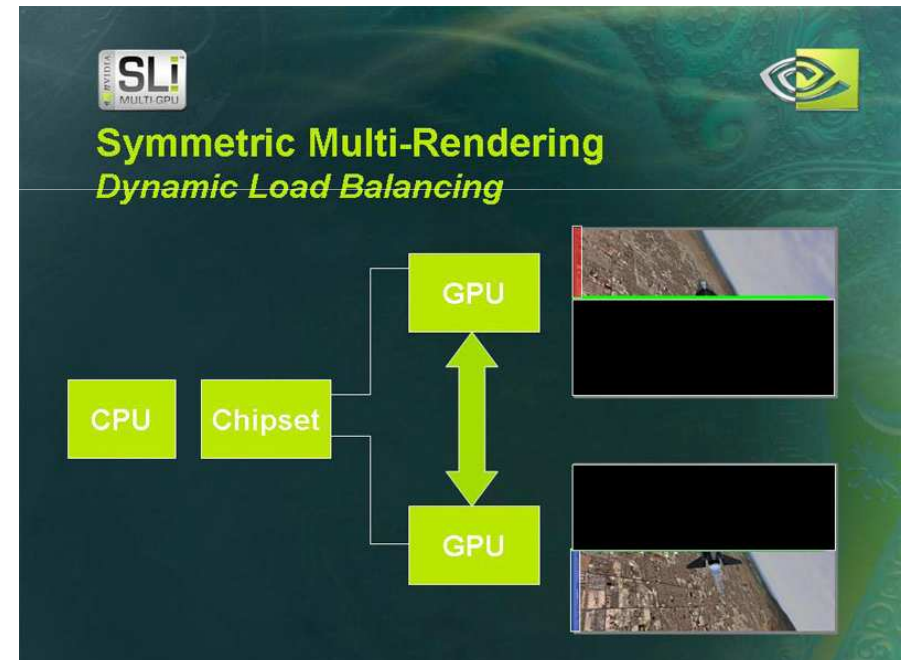 nVIDIA
SLi
MULTI-GPU
Symmetric Multi-Rendering
Dynamic Load Balancing
GPU
CPU
Chipset
GPU